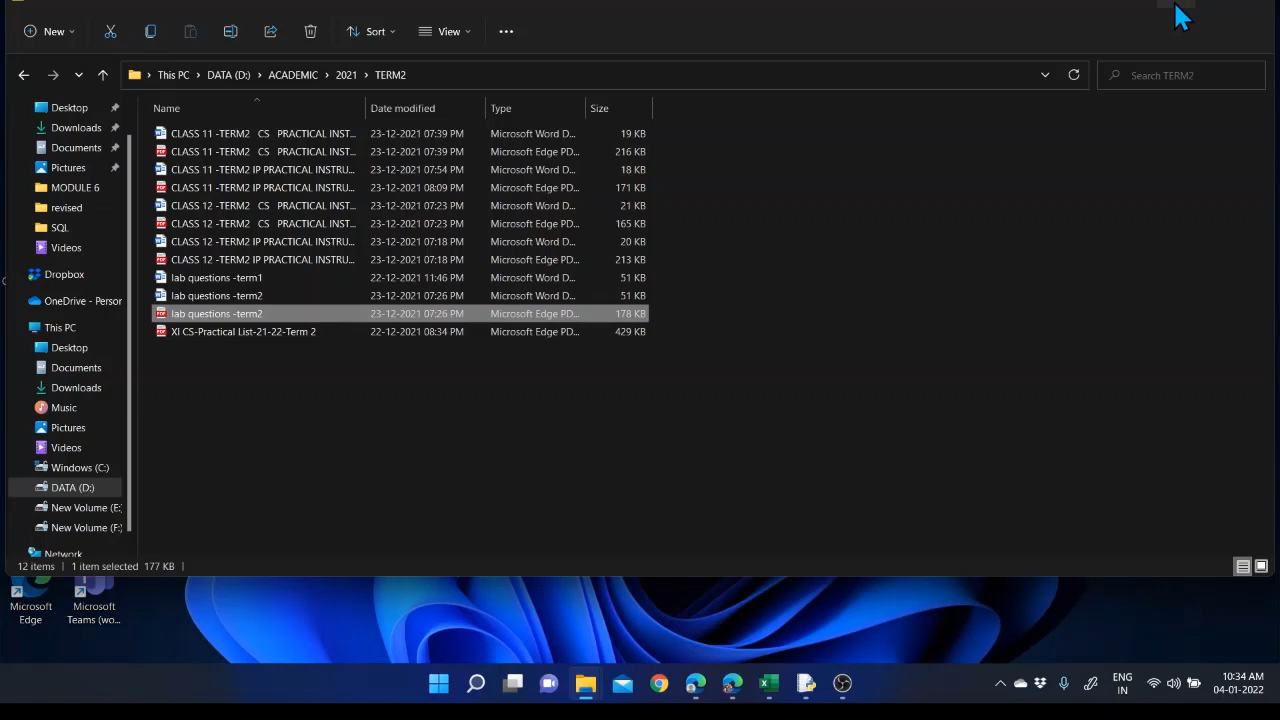 New
Sort
View
This PC
DATA (D:)
ACADEMIC
2021
TERM2
Search TERM2
Name
Date modified
Type
Size
CLASS 11 -TERM2 CS PRACTICAL INST... 23-12-2021 07:39 PM Microsoft Word D... 19 KB
CLASS 11 -TERM2 CS PRACTICAL INST... 23-12-2021 07:39 PM Microsoft Edge PD... 216 KB
CLASS 11 -TERM2 IP PRACTICAL INSTRU... 23-12-2021 07:54 PM Microsoft Word D... 18 KB
CLASS 11 -TERM2 IP PRACTICAL INSTRU... 23-12-2021 08:09 PM Microsoft Edge PD... 171 KB
CLASS 12 -TERM2 CS PRACTICAL INST... 23-12-2021 07:23 PM Microsoft Word D... 21 KB
CLASS 12 -TERM2 CS PRACTICAL INST... 23-12-2021 07:23 PM Microsoft Edge PD... 165 KB
CLASS 12 -TERM2 IP PRACTICAL INSTRU... 23-12-2021 07:18 PM Microsoft Word D... 20 KB
CLASS 12 -TERM2 IP PRACTICAL INSTRU... 23-12-2021 07:18 PM Microsoft Edge PD... 213 KB
lab questions -term1 22-12-2021 11:46 PM Microsoft Word D... 51 KB
lab questions -term2 23-12-2021 07:26 PM Microsoft Word D... 51 KB
lab questions -term2 23-12-2021 07:26 PM Microsoft Edge PD... 178 KB
XI CS-Practical List-21-22-Term 2 22-12-2021 08:34 PM Microsoft Edge PD... 429 KB
Desktop
Downloads
Documents
Pictures
MODULE 6
revised
SQL
Videos
Dropbox
OneDrive - Person
This PC
Desktop
Documents
Downloads
Music
Pictures
Videos
Windows (C:)
DATA (D:)
New Volume (E:
New Volume (F:)
Network
12 items
1 item selected 177 KB
Microsoft
Edge
Microsoft
Teams (wo...
ENG
IN
10:34 AM
04-01-2022